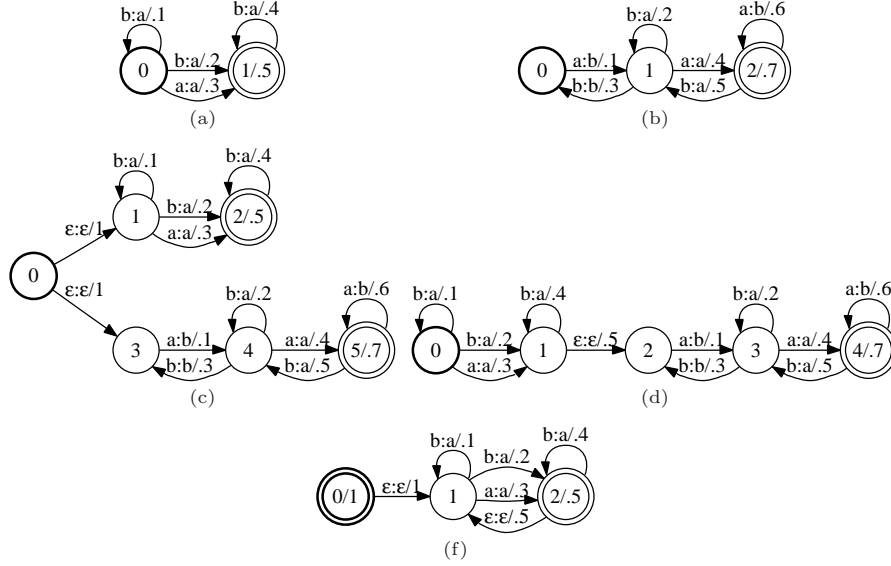 b:a/.1
b:a/.4
0
b:a/.2
a:a/.3
1/.5
(a)
b:a/.2
a:b/.6
0
a:b/.1
b:b/.3
1
a:a/.4
b:a/.5
2/.7
(b)
b:a/.1
b:a/.4
1
b:a/.2
a:a/.3
2/.5
ε:ε/1
0
ε:ε/1
b:a/.2
a:b/.6
3
a:b/.1
b:b/.3
4
a:a/.4
b:a/.5
5/.7
(c)
b:a/.1
b:a/.4
b:a/.2
a:b/.6
0
b:a/.2
a:a/.3
1
ε:ε/.5
2
a:b/.1
b:b/.3
3
a:a/.4
b:a/.5
4/.7
(d)
b:a/.1
b:a/.4
b:a/.2
0/1
ε:ε/1
1
a:a/.3
ε:ε/.5
2/.5
(f)